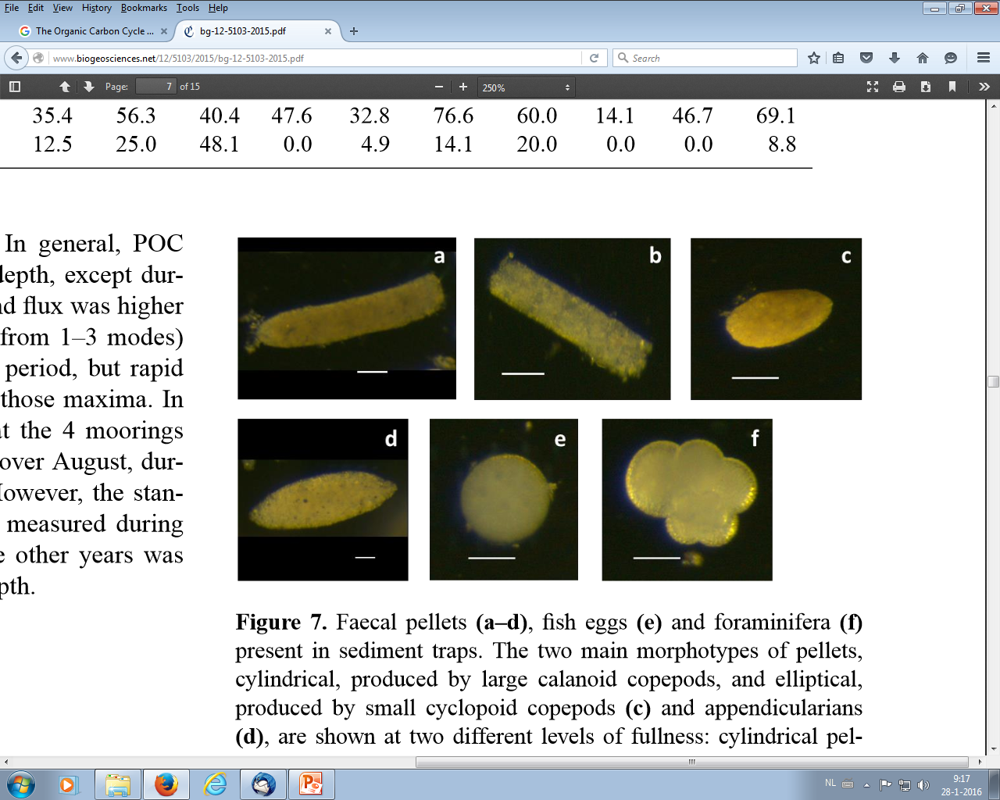 File Edit View History Bookmarks Tools Help
The Organic Carbon Cycle ... bg-12-5103-2015.pdf
www.biogeosciences.net/12/5103/2015/bg-12-5103-2015.pdf Search
Page: 7 of 15 250%
35.4 56.3 40.4 47.6 32.8 76.6 60.0 14.1 46.7 69.1
12.5 25.0 48.1 0.0 4.9 14.1 20.0 0.0 0.0 8.8
In general, POC
depth, except dur-
nd flux was higher
from 1–3 modes)
period, but rapid
those maxima. In
at the 4 moorings
over August, dur-
However, the stan-
measured during
e other years was
pth.
a b c
d e f
Figure 7. Faecal pellets (a–d), fish eggs (e) and foraminifera (f)
present in sediment traps. The two main morphotypes of pellets,
cylindrical, produced by large calanoid copepods, and elliptical,
produced by small cyclopoid copepods (c) and appendicularians
(d), are shown at two different levels of fullness: cylindrical pel-
NL 9:17
28-1-2016